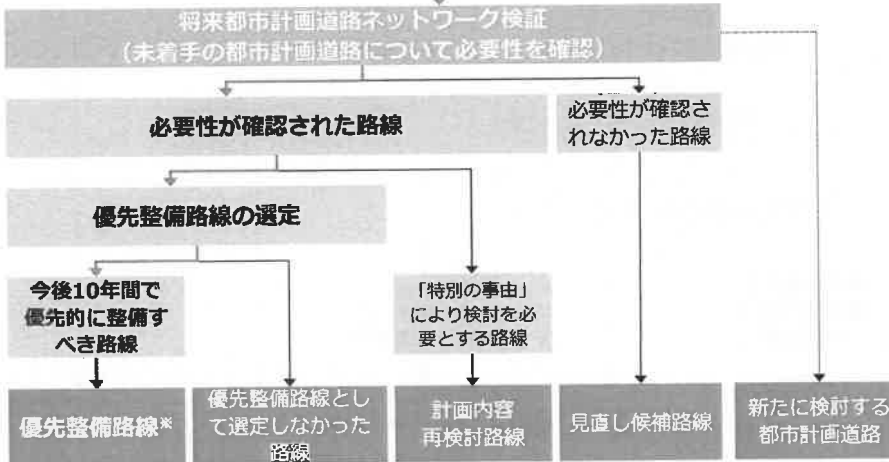 将来都市計画道路ネットワーク検証
(未着手の都市計画道路について必要性を確認)
必要性が確認された路線
必要性が確認さ
れなかった路線
優先整備路線の選定
今後10年間で
優先的に整備す
べき路線
「特別の事由」
により検討を必
要とする路線
優先整備路線※
優先整備路線とし
て選定しなかった
路線
計画内容
再検討路線
見直し候補路線
新たに検討する
都市計画道路